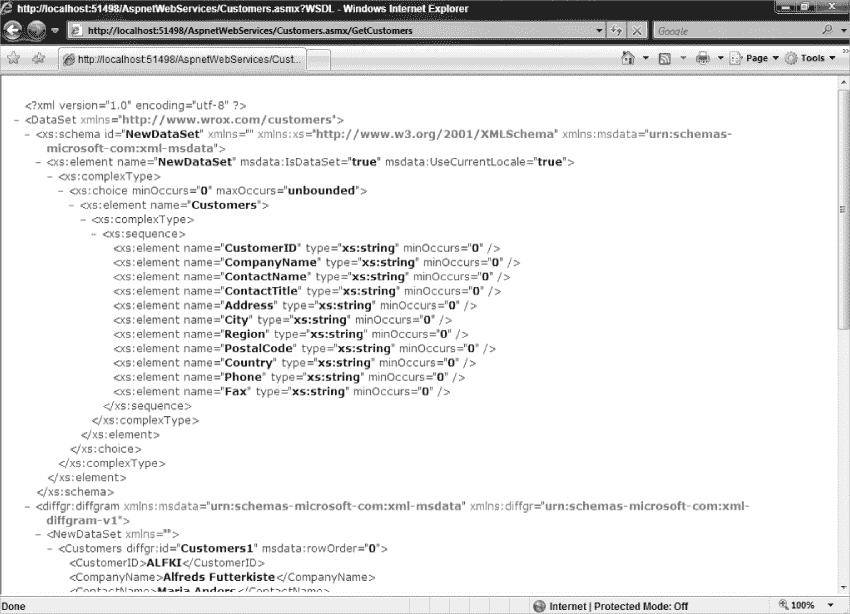 http://localhost:51498/AspnetWebServices/Customers.asmx?WSDL - Windows Internet Explorer
http://localhost:51498/AspnetWebServices/Customers.asmx/GetCustomers
Google
http://localhost:51498/AspnetWebServices/Cust...
Page
Tools
<?xml version="1.0" encoding="utf-8" ?>
- <DataSet xmlns="http://www.wrox.com/customers">
- <xs:schema id="NewDataSet" xmlns="" xmlns:xs="http://www.w3.org/2001/XMLSchema" xmlns:msdata="urn:schemas-
microsoft-com:xml-msdata">
- <xs:element name="NewDataSet" msdata:IsDataSet="true" msdata:UseCurrentLocale="true">
- <xs:complexType>
- <xs:choice minOccurs="0" maxOccurs="unbounded">
- <xs:element name="Customers">
- <xs:complexType>
- <xs:sequence>
<xs:element name="CustomerID" type="xs:string" minOccurs="0" />
<xs:element name="CompanyName" type="xs:string" minOccurs="0" />
<xs:element name="ContactName" type="xs:string" minOccurs="0" />
<xs:element name="ContactTitle" type="xs:string" minOccurs="0" />
<xs:element name="Address" type="xs:string" minOccurs="0" />
<xs:element name="City" type="xs:string" minOccurs="0" />
<xs:element name="Region" type="xs:string" minOccurs="0" />
<xs:element name="PostalCode" type="xs:string" minOccurs="0" />
<xs:element name="Country" type="xs:string" minOccurs="0" />
<xs:element name="Phone" type="xs:string" minOccurs="0" />
<xs:element name="Fax" type="xs:string" minOccurs="0" />
</xs:sequence>
</xs:complexType>
</xs:element>
</xs:choice>
</xs:complexType>
</xs:element>
</xs:schema>
- <diffgr:diffgram xmlns:msdata="urn:schemas-microsoft-com:xml-msdata" xmlns:diffgr="urn:schemas-microsoft-com:xml-
diffgram-v1">
- <NewDataSet xmlns="">
- <Customers diffgr:id="Customers1" msdata:rowOrder="0">
<CustomerID>ALFKI</CustomerID>
<CompanyName>Alfreds Futterkiste</CompanyName>
<ContactName>Maria Anders</ContactName>
Done
Internet | Protected Mode: Off
100%